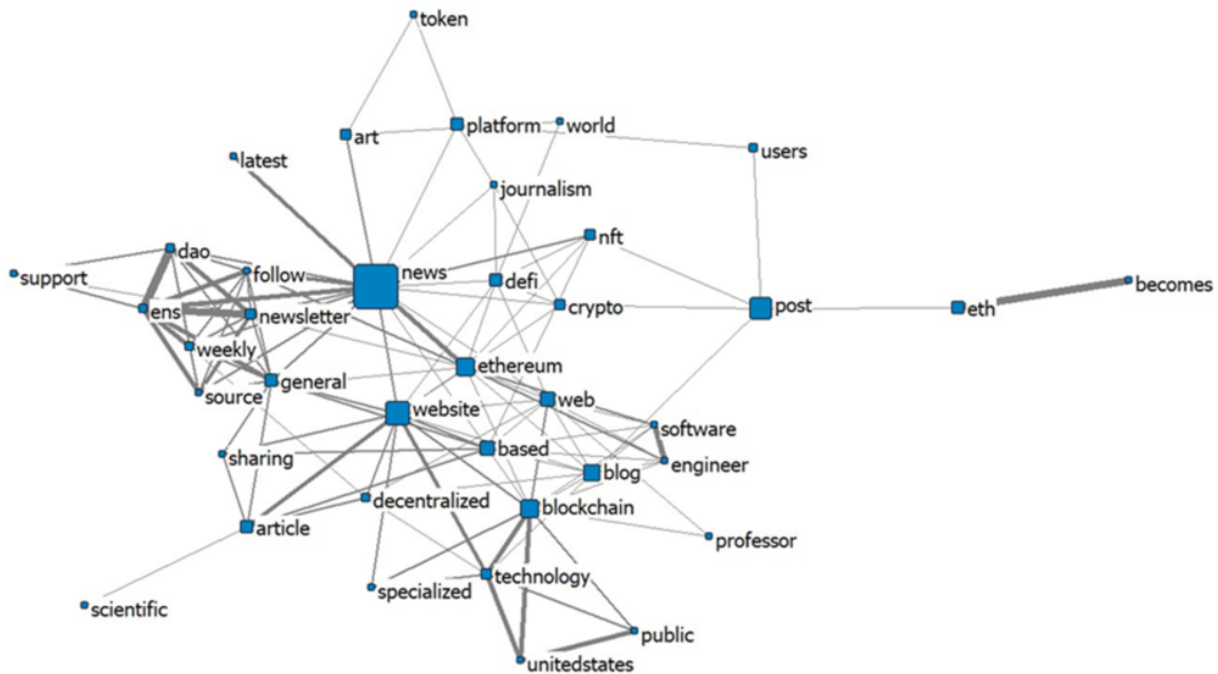 token
platform
world
art
users
latest
journalism
nft
dao
support
follow
news
defi
becomes
ens
newsletter
crypto
post
eth
weekly
ethereum
general
source
website
web
software
based
sharing
engineer
blog
decentralized
blockchain
article
professor
technology
specialized
scientific
public
unitedstates